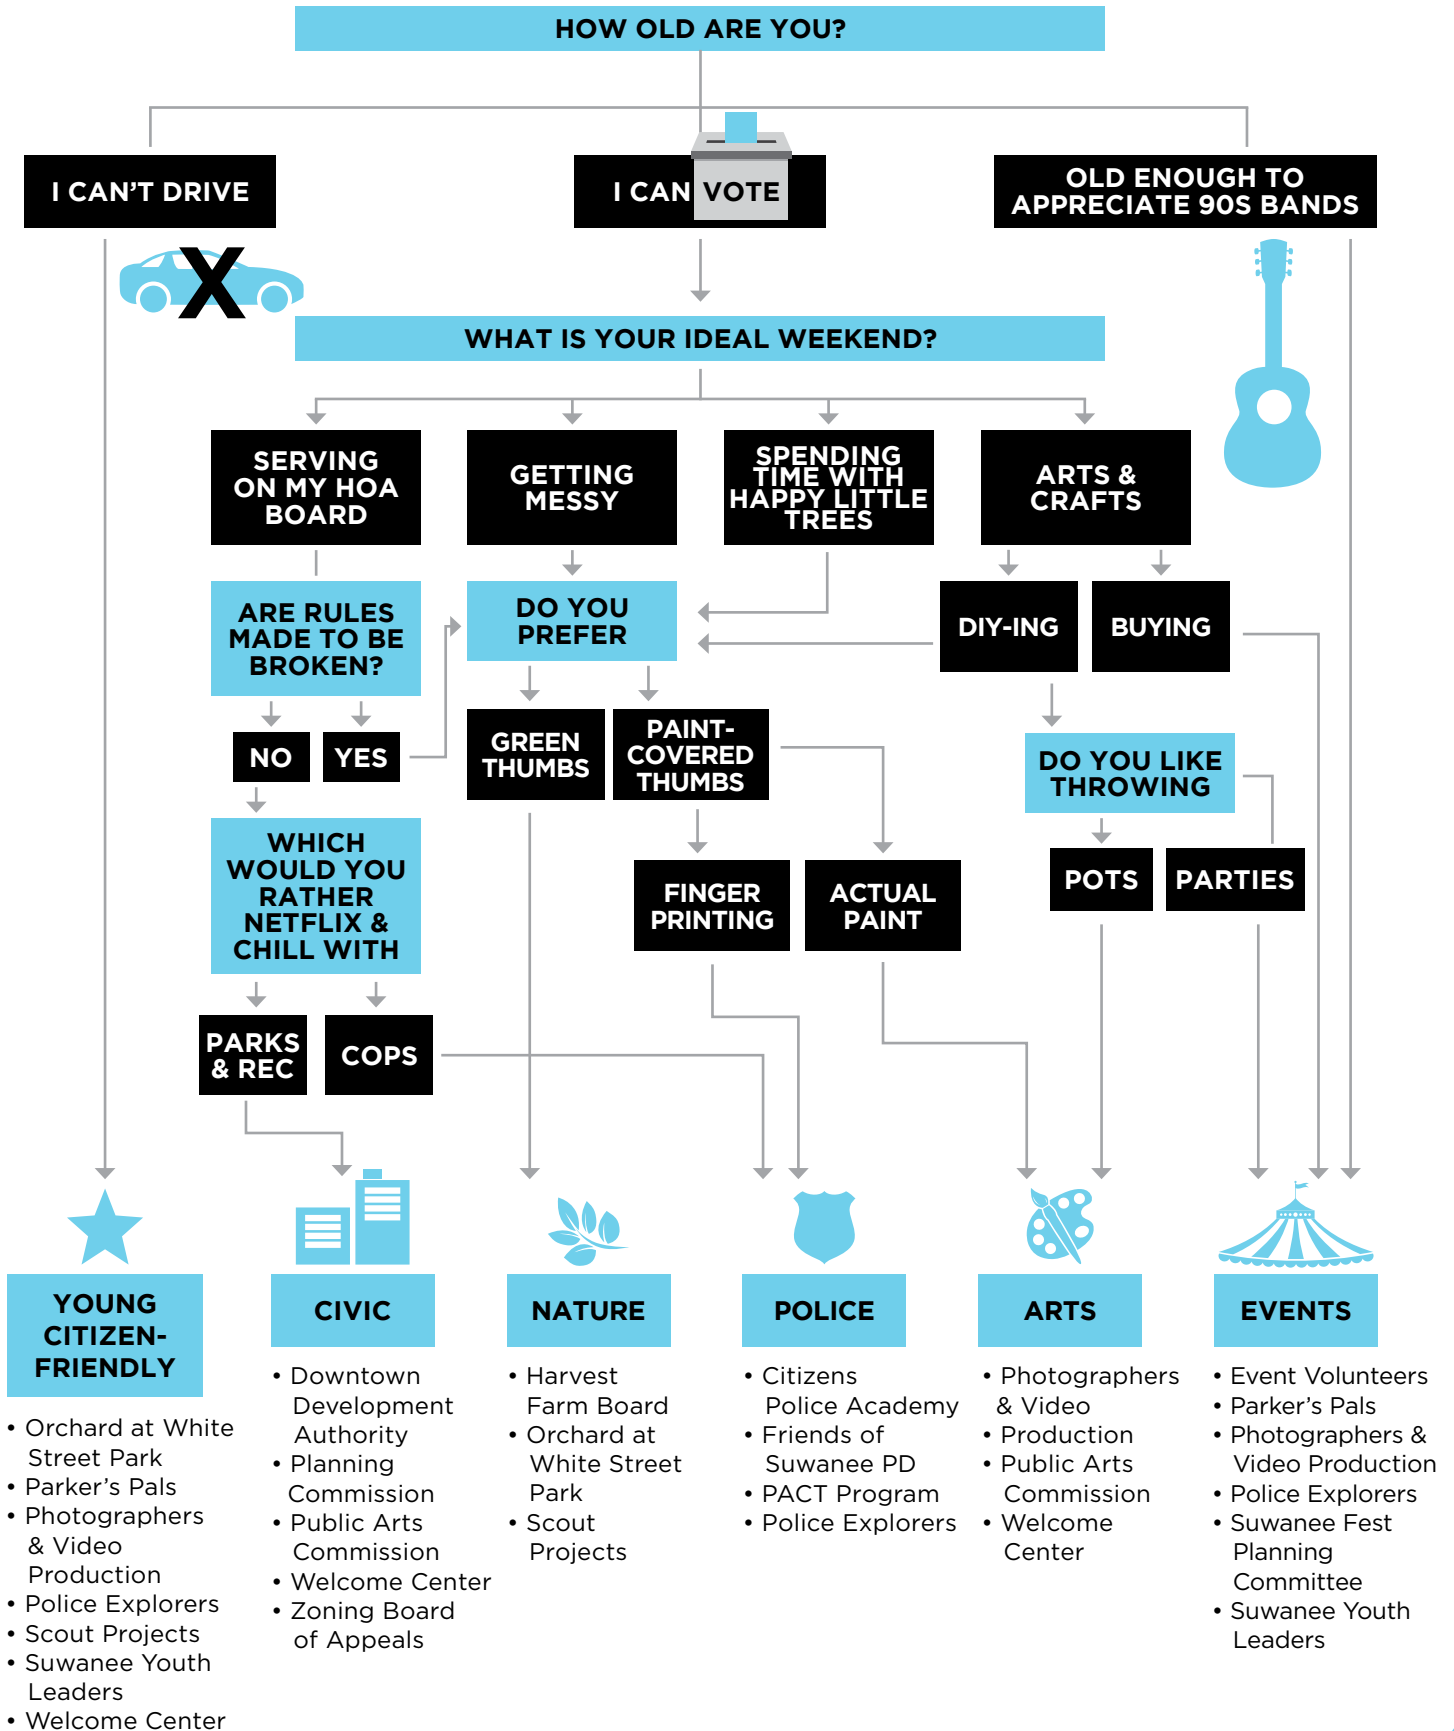 HOW OLD ARE YOU?
I CAN'T DRIVE
I CAN VOTE
OLD ENOUGH TO
APPRECIATE 90S BANDS
X
WHAT IS YOUR IDEAL WEEKEND?
SERVING
ON MY HOA
BOARD
GETTING
MESSY
SPENDING
TIME WITH
HAPPY LITTLE
TREES
ARTS &
CRAFTS
ARE RULES
MADE TO BE
BROKEN?
DO YOU
PREFER
DIY-ING
BUYING
NO
YES
GREEN
THUMBS
PAINT-
COVERED
THUMBS
DO YOU LIKE
THROWING
WHICH
WOULD YOU
RATHER
NETFLIX &
CHILL WITH
FINGER
PRINTING
ACTUAL
PAINT
POTS
PARTIES
PARKS
& REC
COPS
YOUNG
CITIZEN-
FRIENDLY
• Orchard at White
Street Park
• Parker's Pals
• Photographers
& Video
Production
• Police Explorers
• Scout Projects
• Suwanee Youth
Leaders
• Welcome Center
CIVIC
• Downtown
Development
Authority
• Planning
Commission
• Public Arts
Commission
• Welcome Center
• Zoning Board
of Appeals
NATURE
• Harvest
Farm Board
• Orchard at
White Street
Park
• Scout
Projects
POLICE
• Citizens
Police Academy
• Friends of
Suwanee PD
• PACT Program
• Police Explorers
ARTS
• Photographers
& Video
• Production
• Public Arts
Commission
• Welcome
Center
EVENTS
• Event Volunteers
• Parker's Pals
• Photographers &
Video Production
• Police Explorers
• Suwanee Fest
Planning
Committee
• Suwanee Youth
Leaders